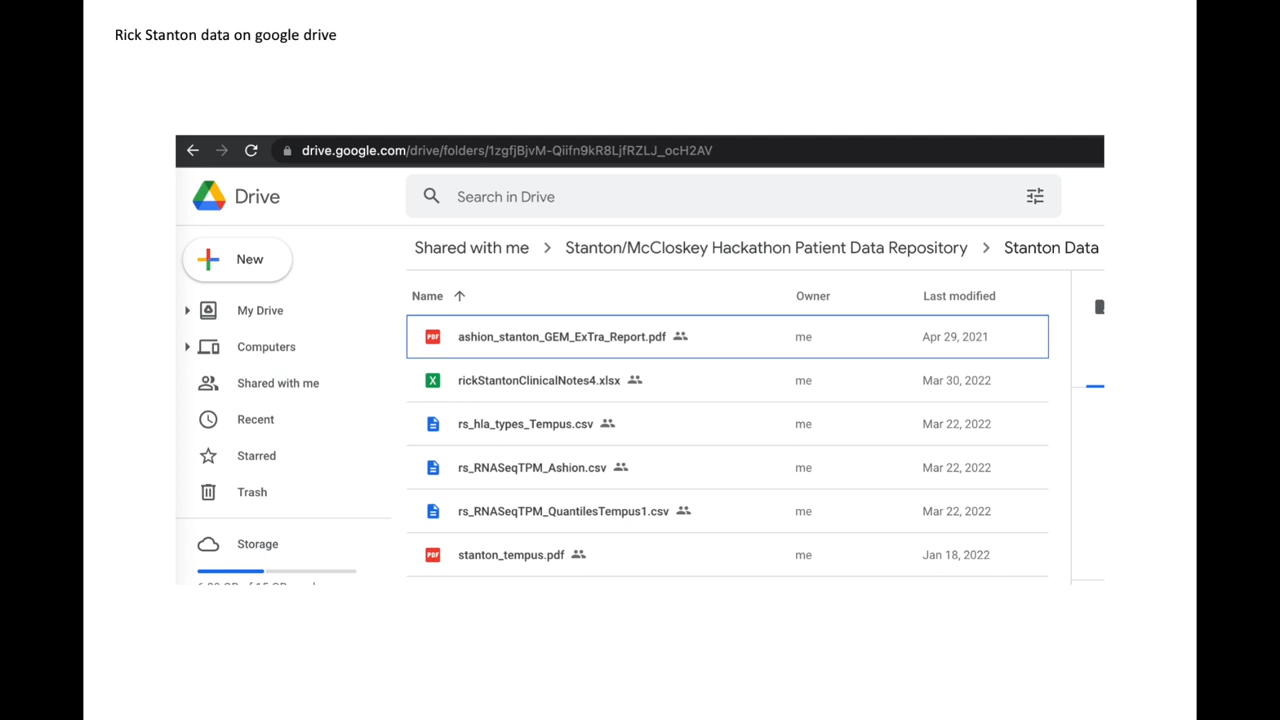 Rick Stanton data on google drive
drive.google.com/drive/folders/1zgfjBjvM-Qiifn9kR8LjfRZLJ_ocH2AV
Drive
Search in Drive
New
Shared with me > Stanton/McCloskey Hackathon Patient Data Repository > Stanton Data
My Drive
Computers
Shared with me
Recent
Starred
Trash
Storage
Name Owner Last modified
ashion_stanton_GEM_ExTra_Report.pdf me Apr 29, 2021
rickStantonClinicalNotes4.xlsx me Mar 30, 2022
rs_hla_types_Tempus.csv me Mar 22, 2022
rs_RNASeqTPM_Ashion.csv me Mar 22, 2022
rs_RNASeqTPM_QuantilesTempus1.csv me Mar 22, 2022
stanton_tempus.pdf me Jan 18, 2022